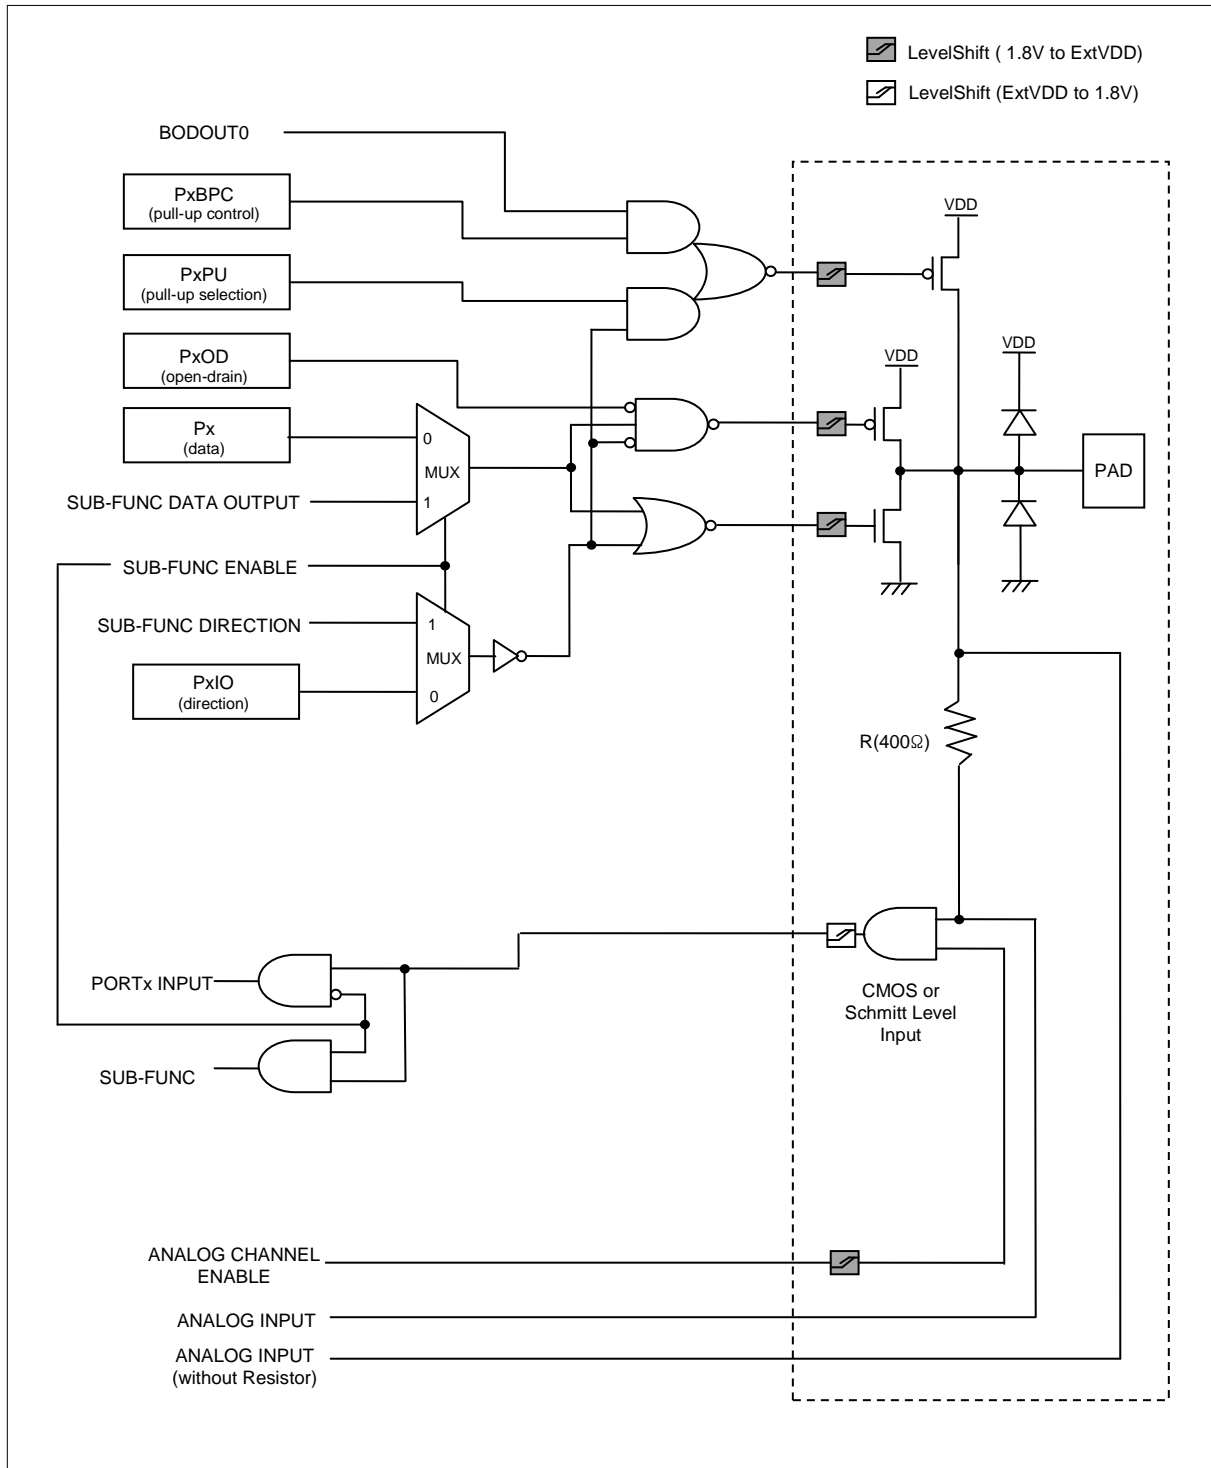 LevelShift ( 1.8V to ExtVDD)
LevelShift (ExtVDD to 1.8V)
BODOUT0
PxBPC
(pull-up control)
VDD
PxPU
(pull-up selection)
PxOD
(open-drain)
VDD
VDD
Px
(data)
0
MUX
1
PAD
SUB-FUNC DATA OUTPUT
SUB-FUNC ENABLE
SUB-FUNC DIRECTION
1
MUX
0
PxIO
(direction)
R(400Ω)
PORTx INPUT
CMOS or
Schmitt Level
Input
SUB-FUNC
ANALOG CHANNEL
ENABLE
ANALOG INPUT
ANALOG INPUT
(without Resistor)